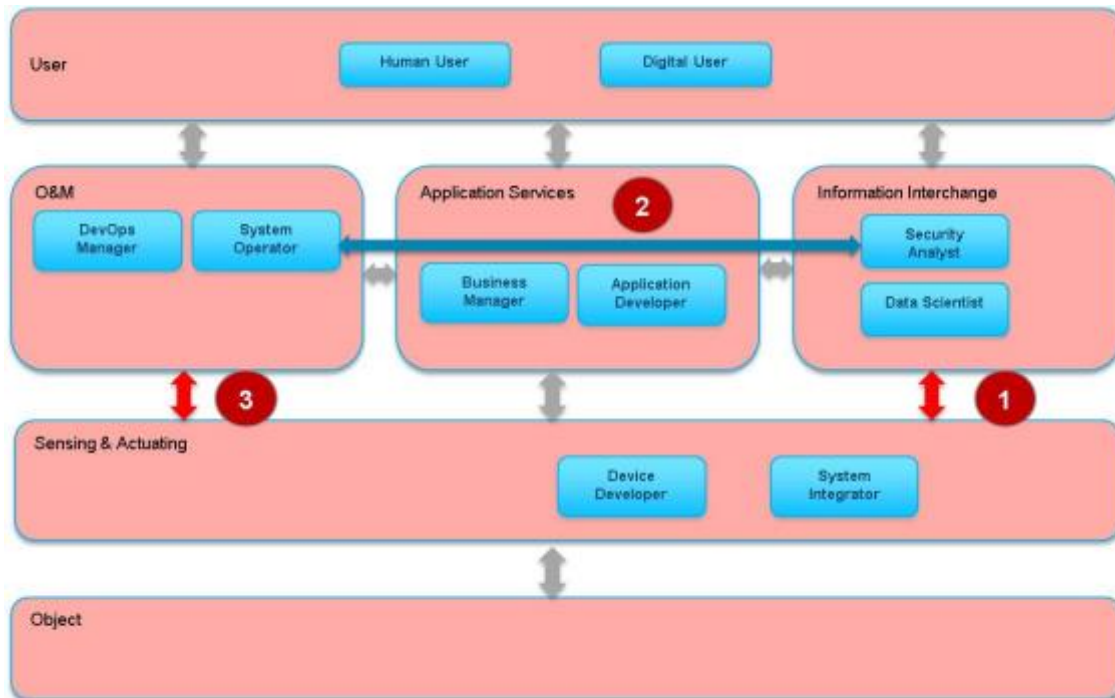 User
Human User
Digital User
O&M
DevOps
Manager
System
Operator
Application Services
2
Business
Manager
Application
Developer
Information Interchange
Security
Analyst
Data Scientist
3
1
Sensing & Actuating
Device
Developer
System
Integrator
Object